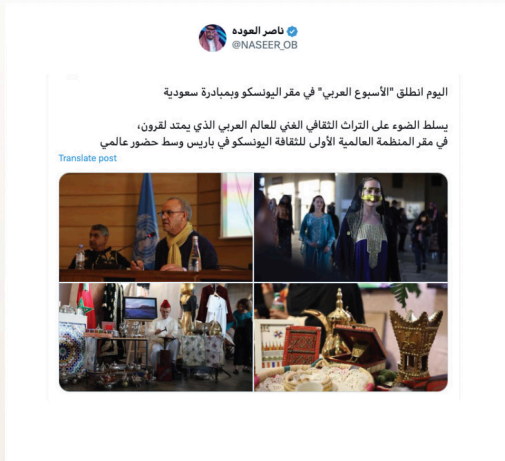 ناصر العوده
@NASEER_OB
اليوم انطلق "الأسبوع العربي" في مقر اليونسكو وبمبادرة سعودية
يسلط الضوء على التراث الثقافي الغني للعالم العربي الذي يمتد لقرون،
في مقر المنظمة العالمية الأولى للثقافة اليونسكو في باريس وسط حضور عالمي
Translate post